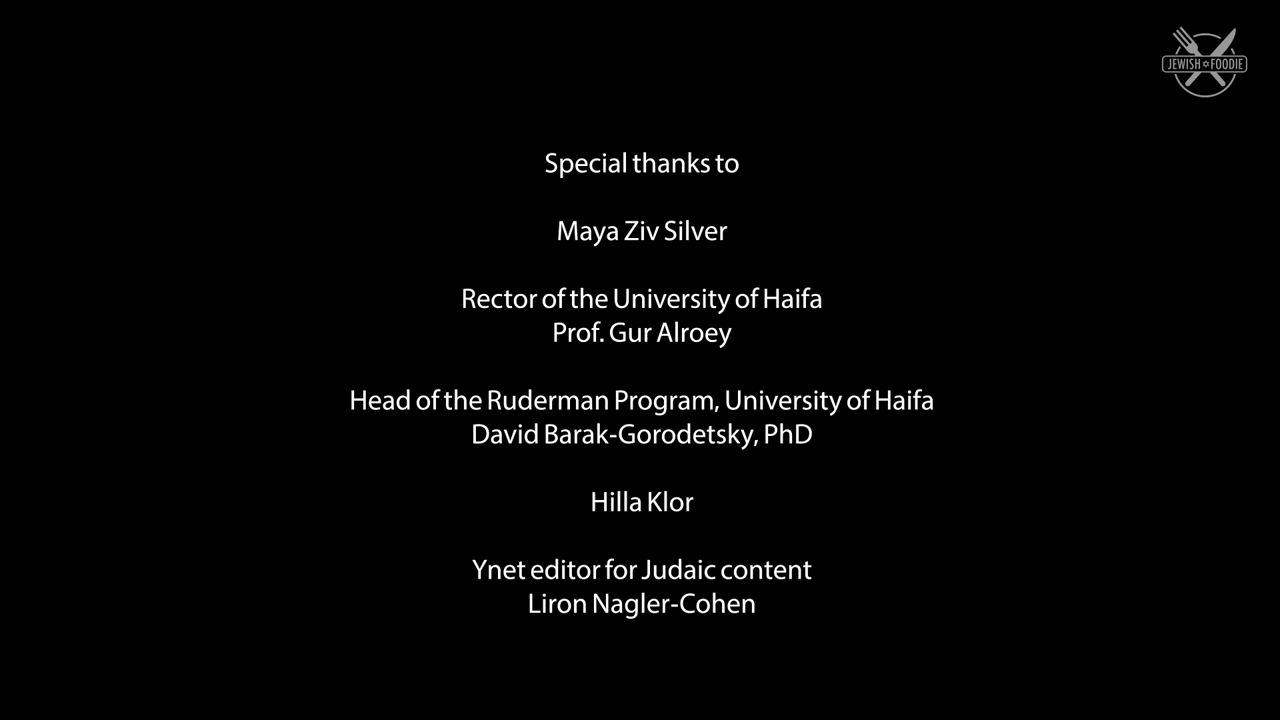 JEWISH✡FOODIE
Special thanks to
Maya Ziv Silver
Rector of the University of Haifa
Prof. Gur Alroey
Head of the Ruderman Program, University of Haifa
David Barak-Gorodetsky, PhD
Hilla Klor
Ynet editor for Judaic content
Liron Nagler-Cohen